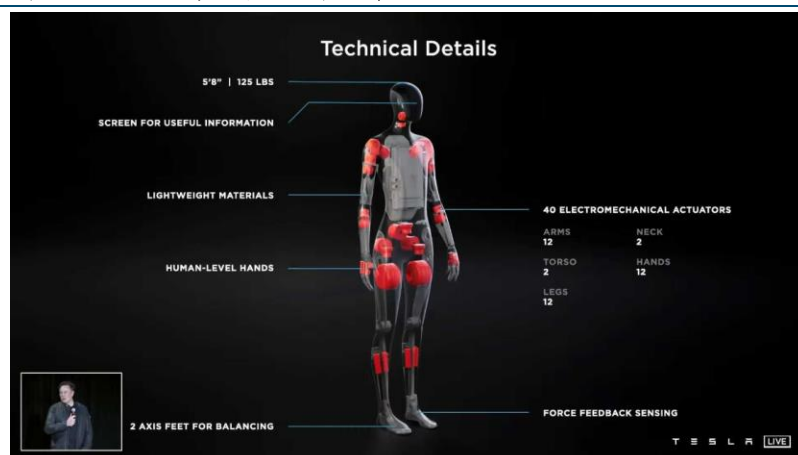 Technical Details
5'8" | 125 LBS
SCREEN FOR USEFUL INFORMATION
LIGHTWEIGHT MATERIALS
HUMAN-LEVEL HANDS
2 AXIS FEET FOR BALANCING
40 ELECTROMECHANICAL ACTUATORS
ARMS NECK
12 2
TORSO HANDS
2 12
LEGS
12
FORCE FEEDBACK SENSING
TESLA LIVE